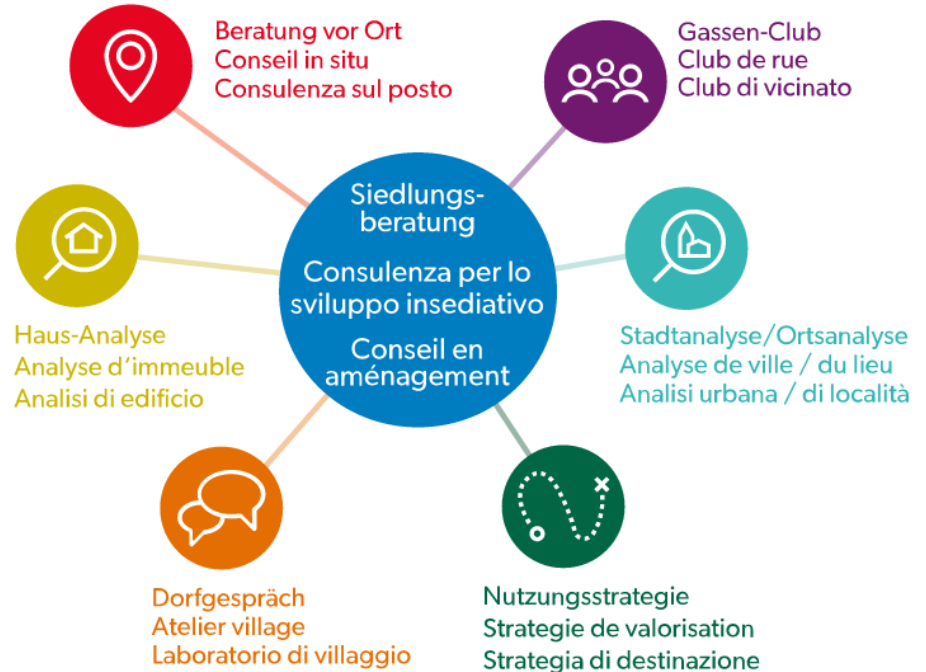 Beratung vor Ort
Conseil in situ
Consulenza sul posto
Gassen-Club
Club de rue
Club di vicinato
Siedlungs-
beratung
Consulenza per lo
sviluppo insediativo
Conseil en
aménagement
Haus-Analyse
Analyse d'immeuble
Analisi di edificio
Stadtanalyse/Ortsanalyse
Analyse de ville / du lieu
Analisi urbana / di località
Dorfgespräch
Atelier village
Laboratorio di villaggio
Nutzungsstrategie
Strategie de valorisation
Strategia di destinazione